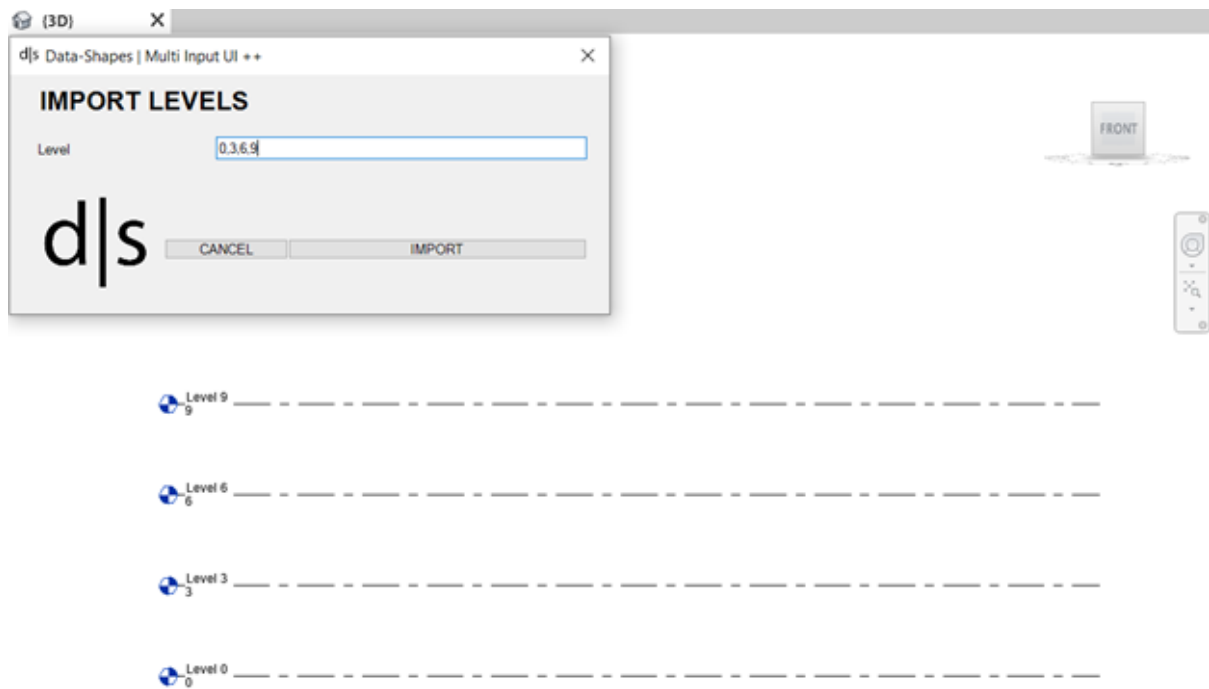 {3D}
d|s Data-Shapes | Multi Input UI ++
IMPORT LEVELS
Level 0,3,6,9
d|s
CANCEL IMPORT
FRONT
Level 9
9
Level 6
6
Level 3
3
Level 0
0